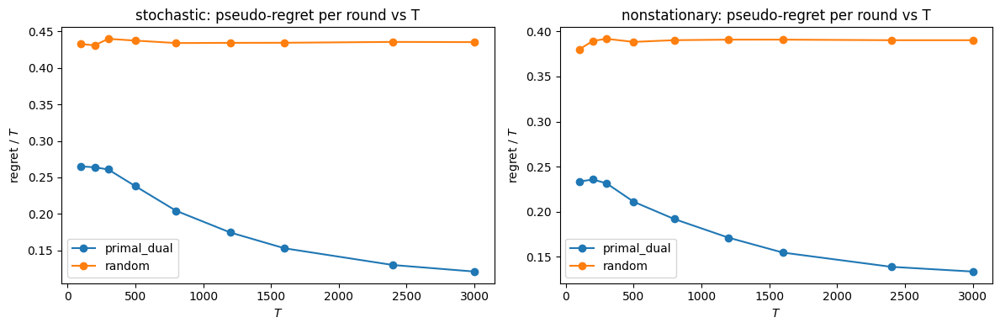 stochastic: pseudo-regret per round vs T
regret / T
0.45
0.40
0.35
0.30
0.25
0.20
0.15
primal_dual
random
0
500
1000
1500
2000
2500
3000
T
nonstationary: pseudo-regret per round vs T
regret / T
0.40
0.35
0.30
0.25
0.20
0.15
primal_dual
random
0
500
1000
1500
2000
2500
3000
T